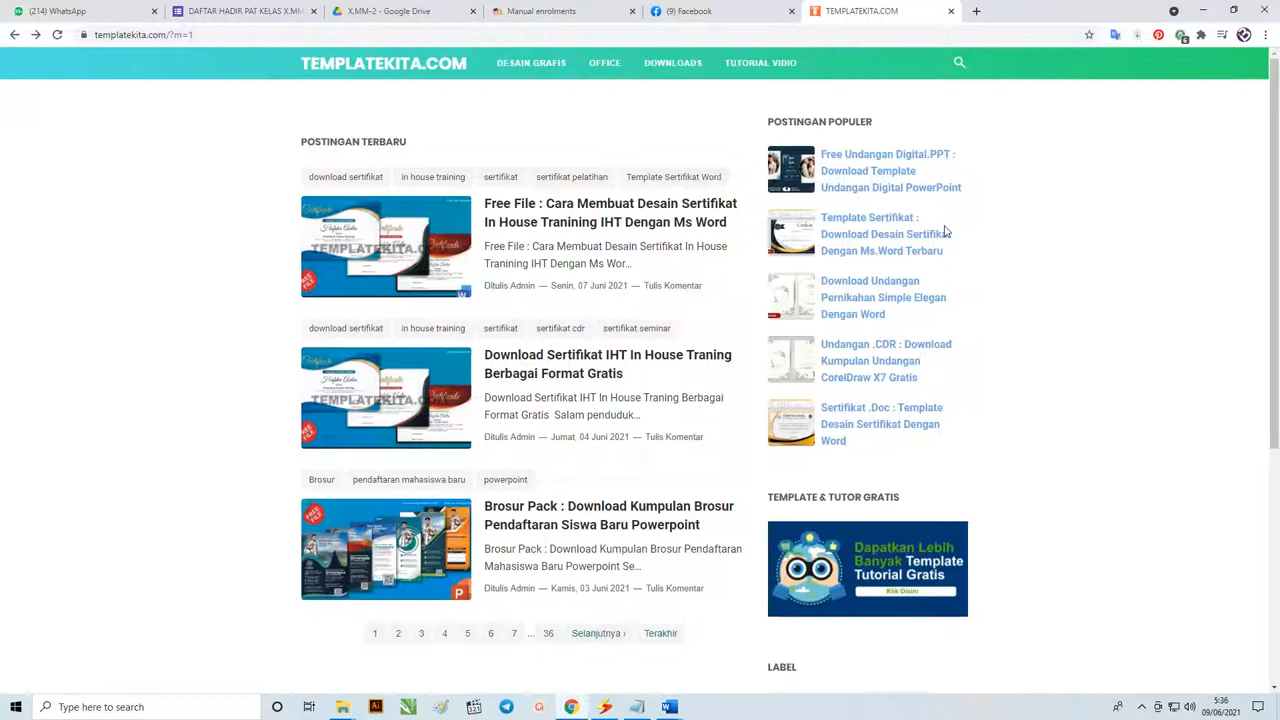 (214) WhatsApp
DAFTAR HADIR PAT KELAS X.MM
X,MM-2 - Google Drive
Manual enrolments
(9) Facebook
TEMPLATEKITA.COM
templatekita.com/?m=1
TEMPLATEKITA.COM
DESAIN GRAFIS
OFFICE
DOWNLOADS
TUTORIAL VIDIO
POSTINGAN TERBARU
download sertifikat
in house training
sertifikat
sertifikat pelatihan
Template Sertifikat Word
TEMPLATEKITA.COM
Free File : Cara Membuat Desain Sertifikat
In House Tranining IHT Dengan Ms Word
Free File : Cara Membuat Desain Sertifikat In House
Tranining IHT Dengan Ms Wor...
Ditulis Admin — Senin, 07 Juni 2021 — Tulis Komentar
download sertifikat
in house training
sertifikat
sertifikat cdr
sertifikat seminar
TEMPLATEKITA.COM
Download Sertifikat IHT In House Traning
Berbagai Format Gratis
Download Sertifikat IHT In House Traning Berbagai
Format Gratis Salam penduduk...
Ditulis Admin — Jumat, 04 Juni 2021 — Tulis Komentar
Brosur
pendaftaran mahasiswa baru
powerpoint
Brosur Pack : Download Kumpulan Brosur
Pendaftaran Siswa Baru Powerpoint
Brosur Pack : Download Kumpulan Brosur Pendaftaran
Mahasiswa Baru Powerpoint Se...
Ditulis Admin — Kamis, 03 Juni 2021 — Tulis Komentar
1 2 3 4 5 6 7 ... 36 Selanjutnya › Terakhir
POSTINGAN POPULER
Free Undangan Digital.PPT :
Download Template
Undangan Digital PowerPoint
Template Sertifikat :
Download Desain Sertifikat
Dengan Ms.Word Terbaru
Download Undangan
Pernikahan Simple Elegan
Dengan Word
Undangan .CDR : Download
Kumpulan Undangan
CorelDraw X7 Gratis
Sertifikat .Doc : Template
Desain Sertifikat Dengan
Word
TEMPLATE & TUTOR GRATIS
Dapatkan Lebih
Banyak Template
Tutorial Gratis
Klik Disini
LABEL
Type here to search
5:36
09/06/2021